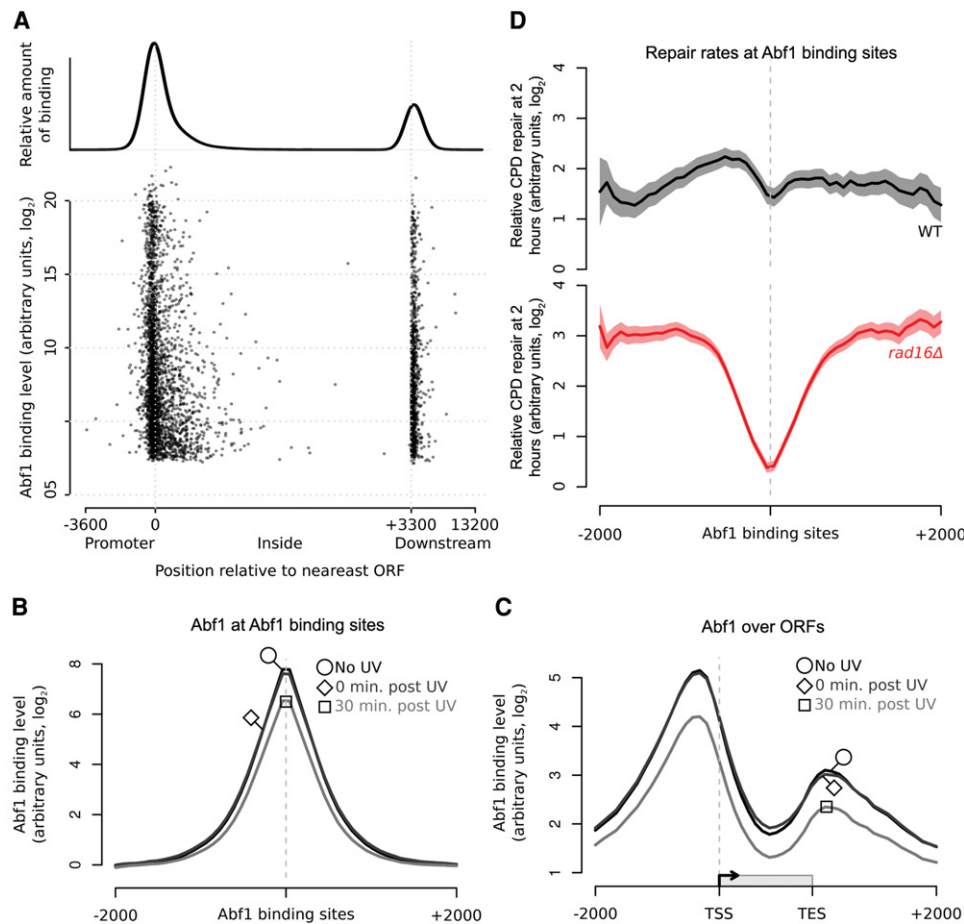 A
Relative amount
of binding
Abf1 binding level (arbitrary units, log2)
20
15
10
05
-3600
0
+3300
13200
Promoter
Inside
Downstream
Position relative to neareast ORF
D
Repair rates at Abf1 binding sites
Relative CPD repair at 2
hours (arbitrary units, log2)
4
3
2
1
0
WT
Relative CPD repair at 2
hours (arbitrary units, log2)
4
3
2
1
0
rad16Δ
-2000
Abf1 binding sites
+2000
B
Abf1 at Abf1 binding sites
Abf1 binding level
(arbitrary units, log2)
8
6
4
2
0
No UV
0 min. post UV
30 min. post UV
-2000
Abf1 binding sites
+2000
C
Abf1 over ORFs
Abf1 binding level
(arbitrary units, log2)
5
4
3
2
1
No UV
0 min. post UV
30 min. post UV
-2000
TSS
TES
+2000